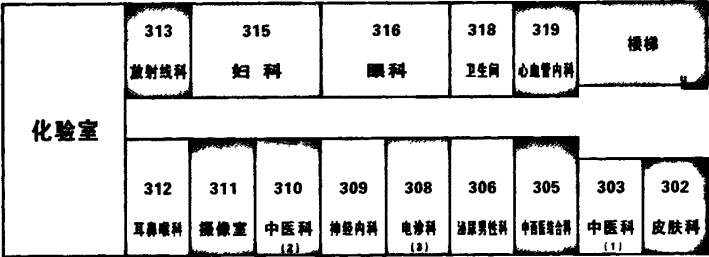 313
放射线科
315
妇科
316
眼科
318
卫生间
319
心血管内科
楼梯
化验室
312
耳鼻喉科
311
摄像室
310
中医科
(2)
309
神经内科
308
电诊科
(3)
306
泌尿男性科
305
中西医结合科
303
中医科
(1)
302
皮肤科